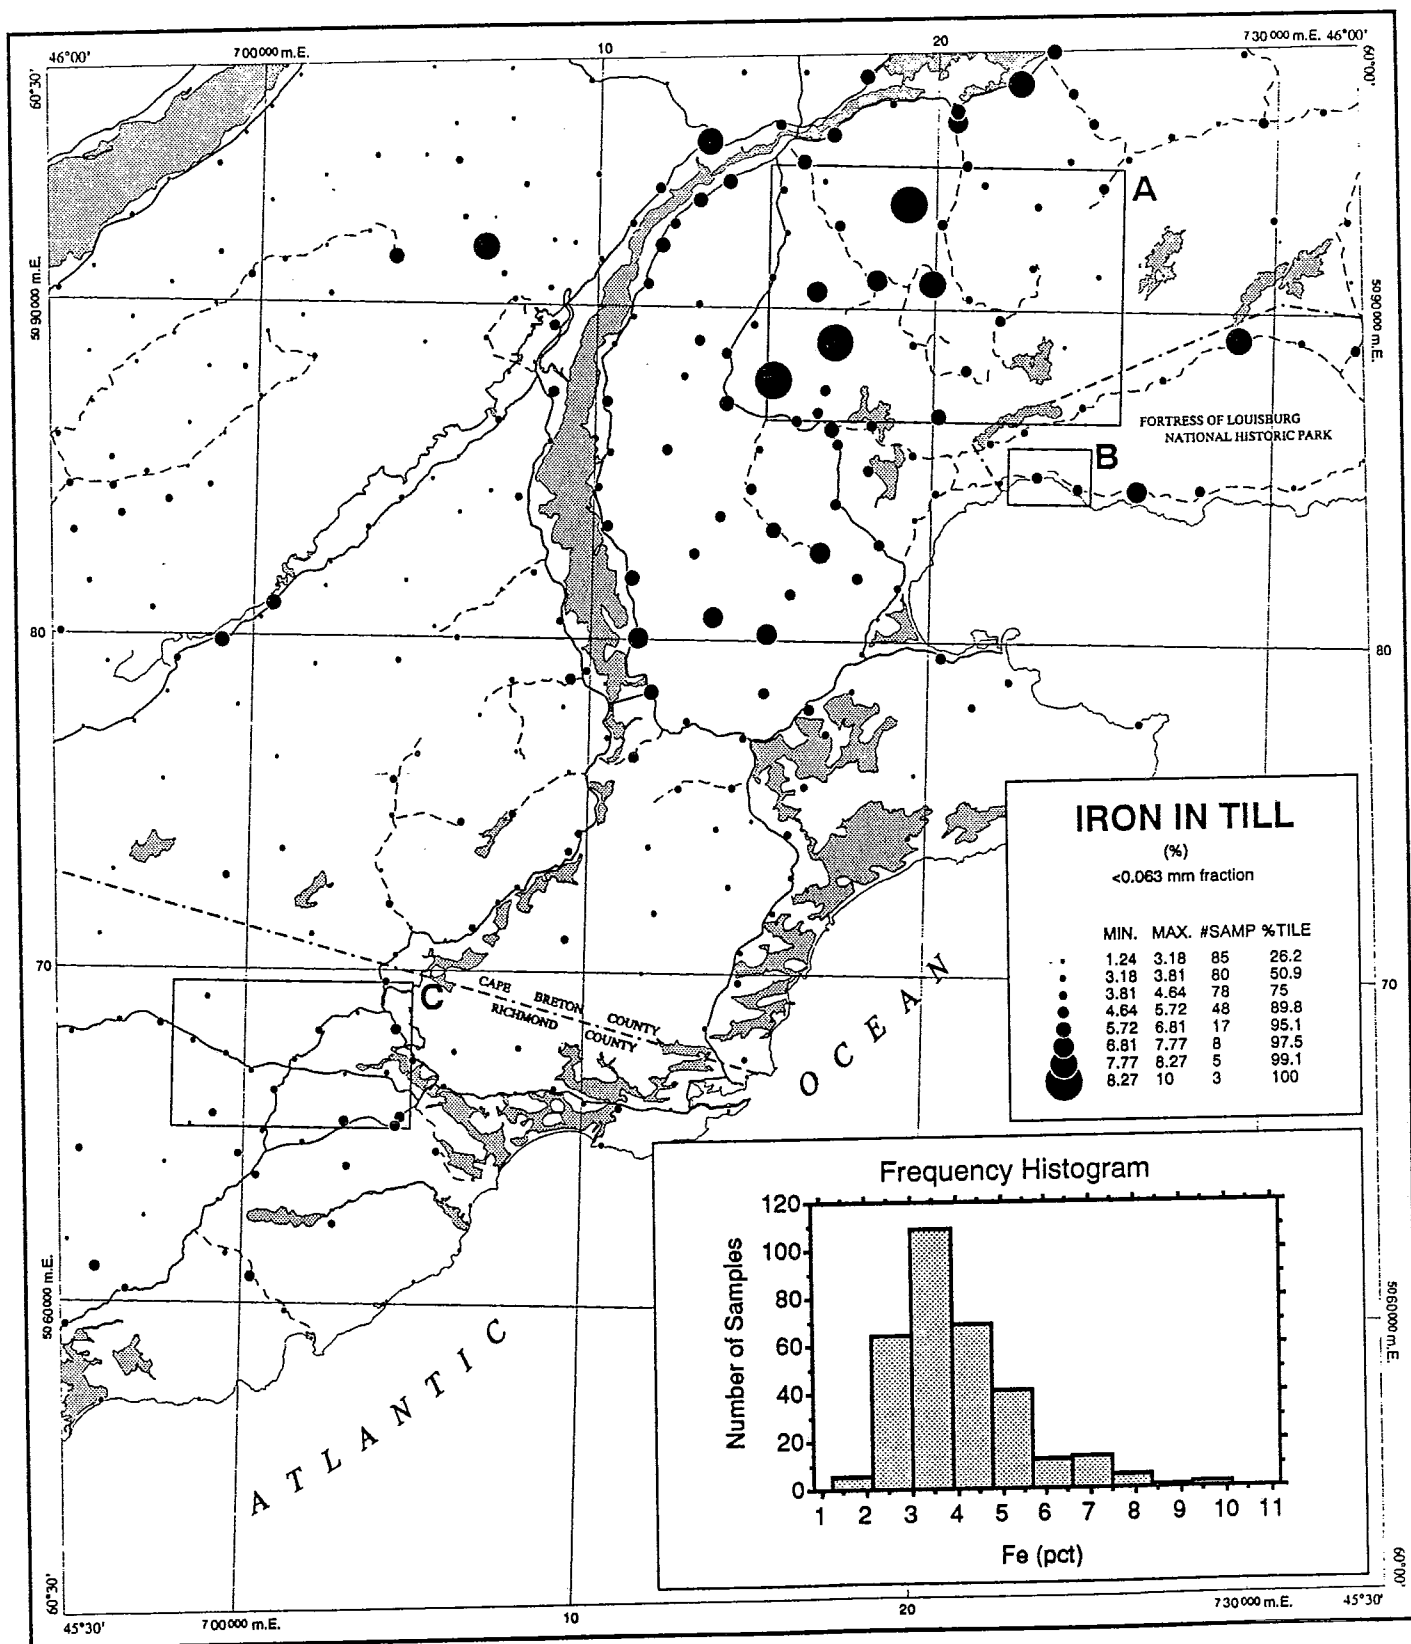 46°00'
700000 m.E.
10
20
730000 m.E. 46°00'
60°30'
60°00'
A
5090000 m.E.
5090000 m.E.
FORTRESS OF LOUISBURG
NATIONAL HISTORIC PARK
B
80
80
IRON IN TILL
(%)
<0.063 mm fraction
MIN. MAX. #SAMP %TILE
1.24 3.18 85 26.2
3.18 3.81 80 50.9
3.81 4.64 78 75
4.64 5.72 48 89.8
5.72 6.81 17 95.1
6.81 7.77 8 97.5
7.77 8.27 5 99.1
8.27 10 3 100
70
70
C
CAPE BRETON COUNTY
RICHMOND COUNTY
ATLANTIC OCEAN
5060000 m.E.
5060000 m.E.
Frequency Histogram
Number of Samples
120
100
80
60
40
20
0
1 2 3 4 5 6 7 8 9 10 11
Fe (pct)
60°30'
60°00'
45°30'
700000 m.E.
10
20
730000 m.E.
45°30'